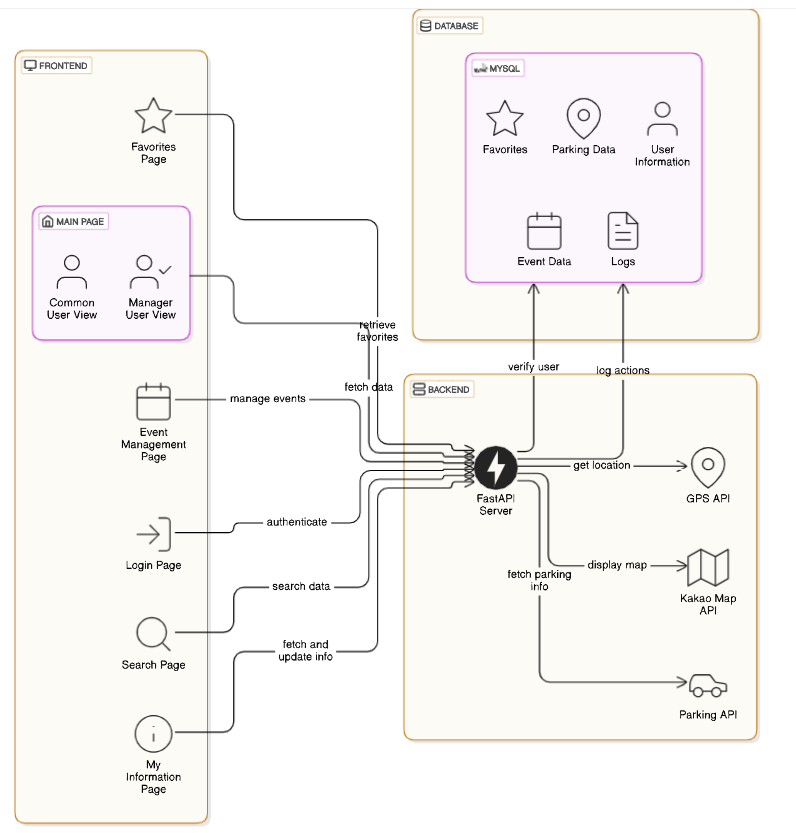 DATABASE
FRONTEND
MYSQL
Favorites
Page
Favorites
Parking Data
User
Information
MAIN PAGE
Common
User View
Manager
User View
Event Data
Logs
retrieve
favorites
verify user
log actions
fetch data
BACKEND
manage events
Event
Management
Page
get location
FastAPI
Server
GPS API
authenticate
Login Page
display map
fetch parking
info
search data
Kakao Map
API
fetch and
update info
Search Page
Parking API
i
My
Information
Page